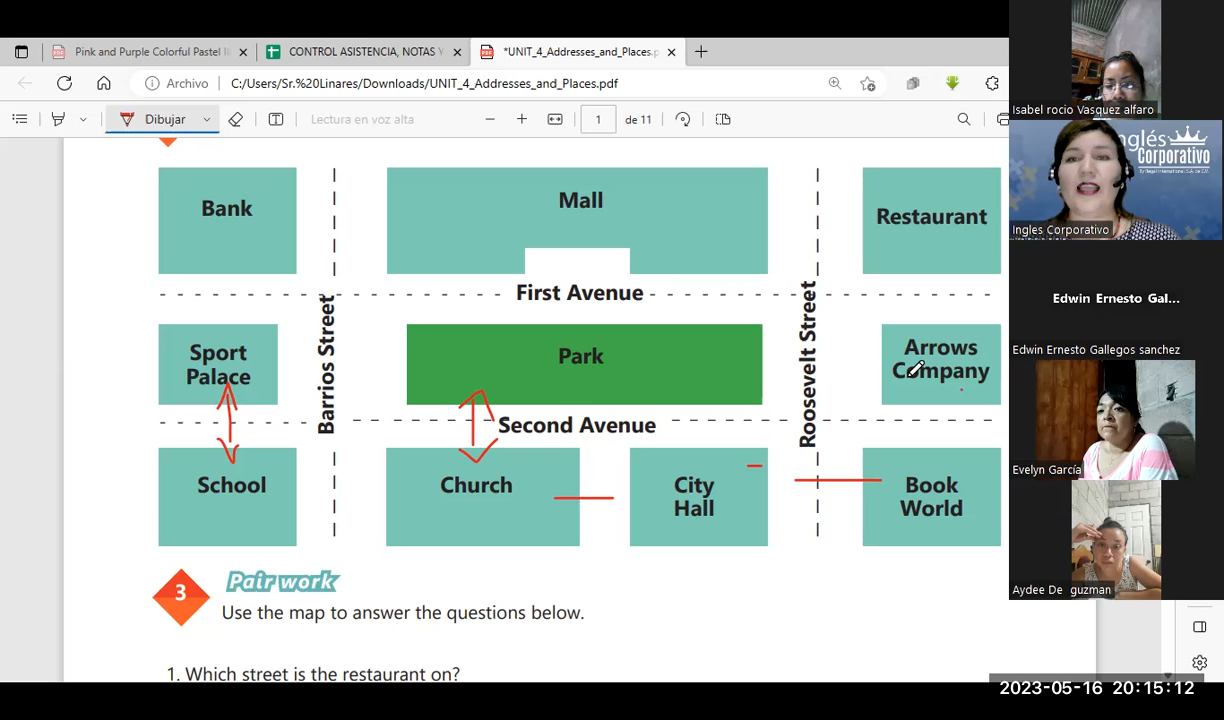 Pink and Purple Colorful Pastel Il
CONTROL ASISTENCIA, NOTAS Y
*UNIT_4_Addresses_and_Places.p
Archivo
C:/Users/Sr.%20Linares/Downloads/UNIT_4_Addresses_and_Places.pdf
Dibujar
Lectura en voz alta
1
de 11
Bank
Mall
Restaurant
First Avenue
Barrios Street
Roosevelt Street
Sport
Palace
Park
Arrows
Company
Second Avenue
School
Church
City
Hall
Book
World
3
Pair work
Use the map to answer the questions below.
1. Which street is the restaurant on?
Isabel rocio Vasquez alfaro
Inglés
Corporativo
Ingles Corporativo
Edwin Ernesto Gal...
Edwin Ernesto Gallegos sanchez
Evelyn García
Aydee De guzman
2023-05-16 20:15:12